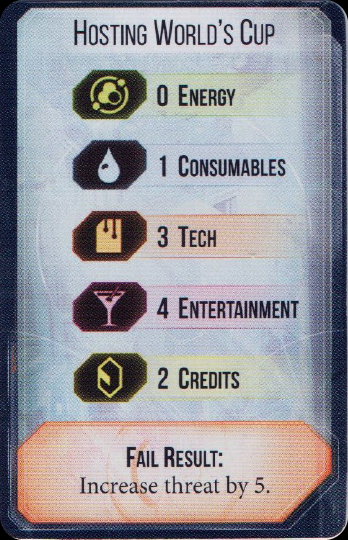 Hosting World's Cup
0 Energy
1 Consumables
3 Tech
4 Entertainment
2 Credits
Fail Result:
Increase threat by 5.